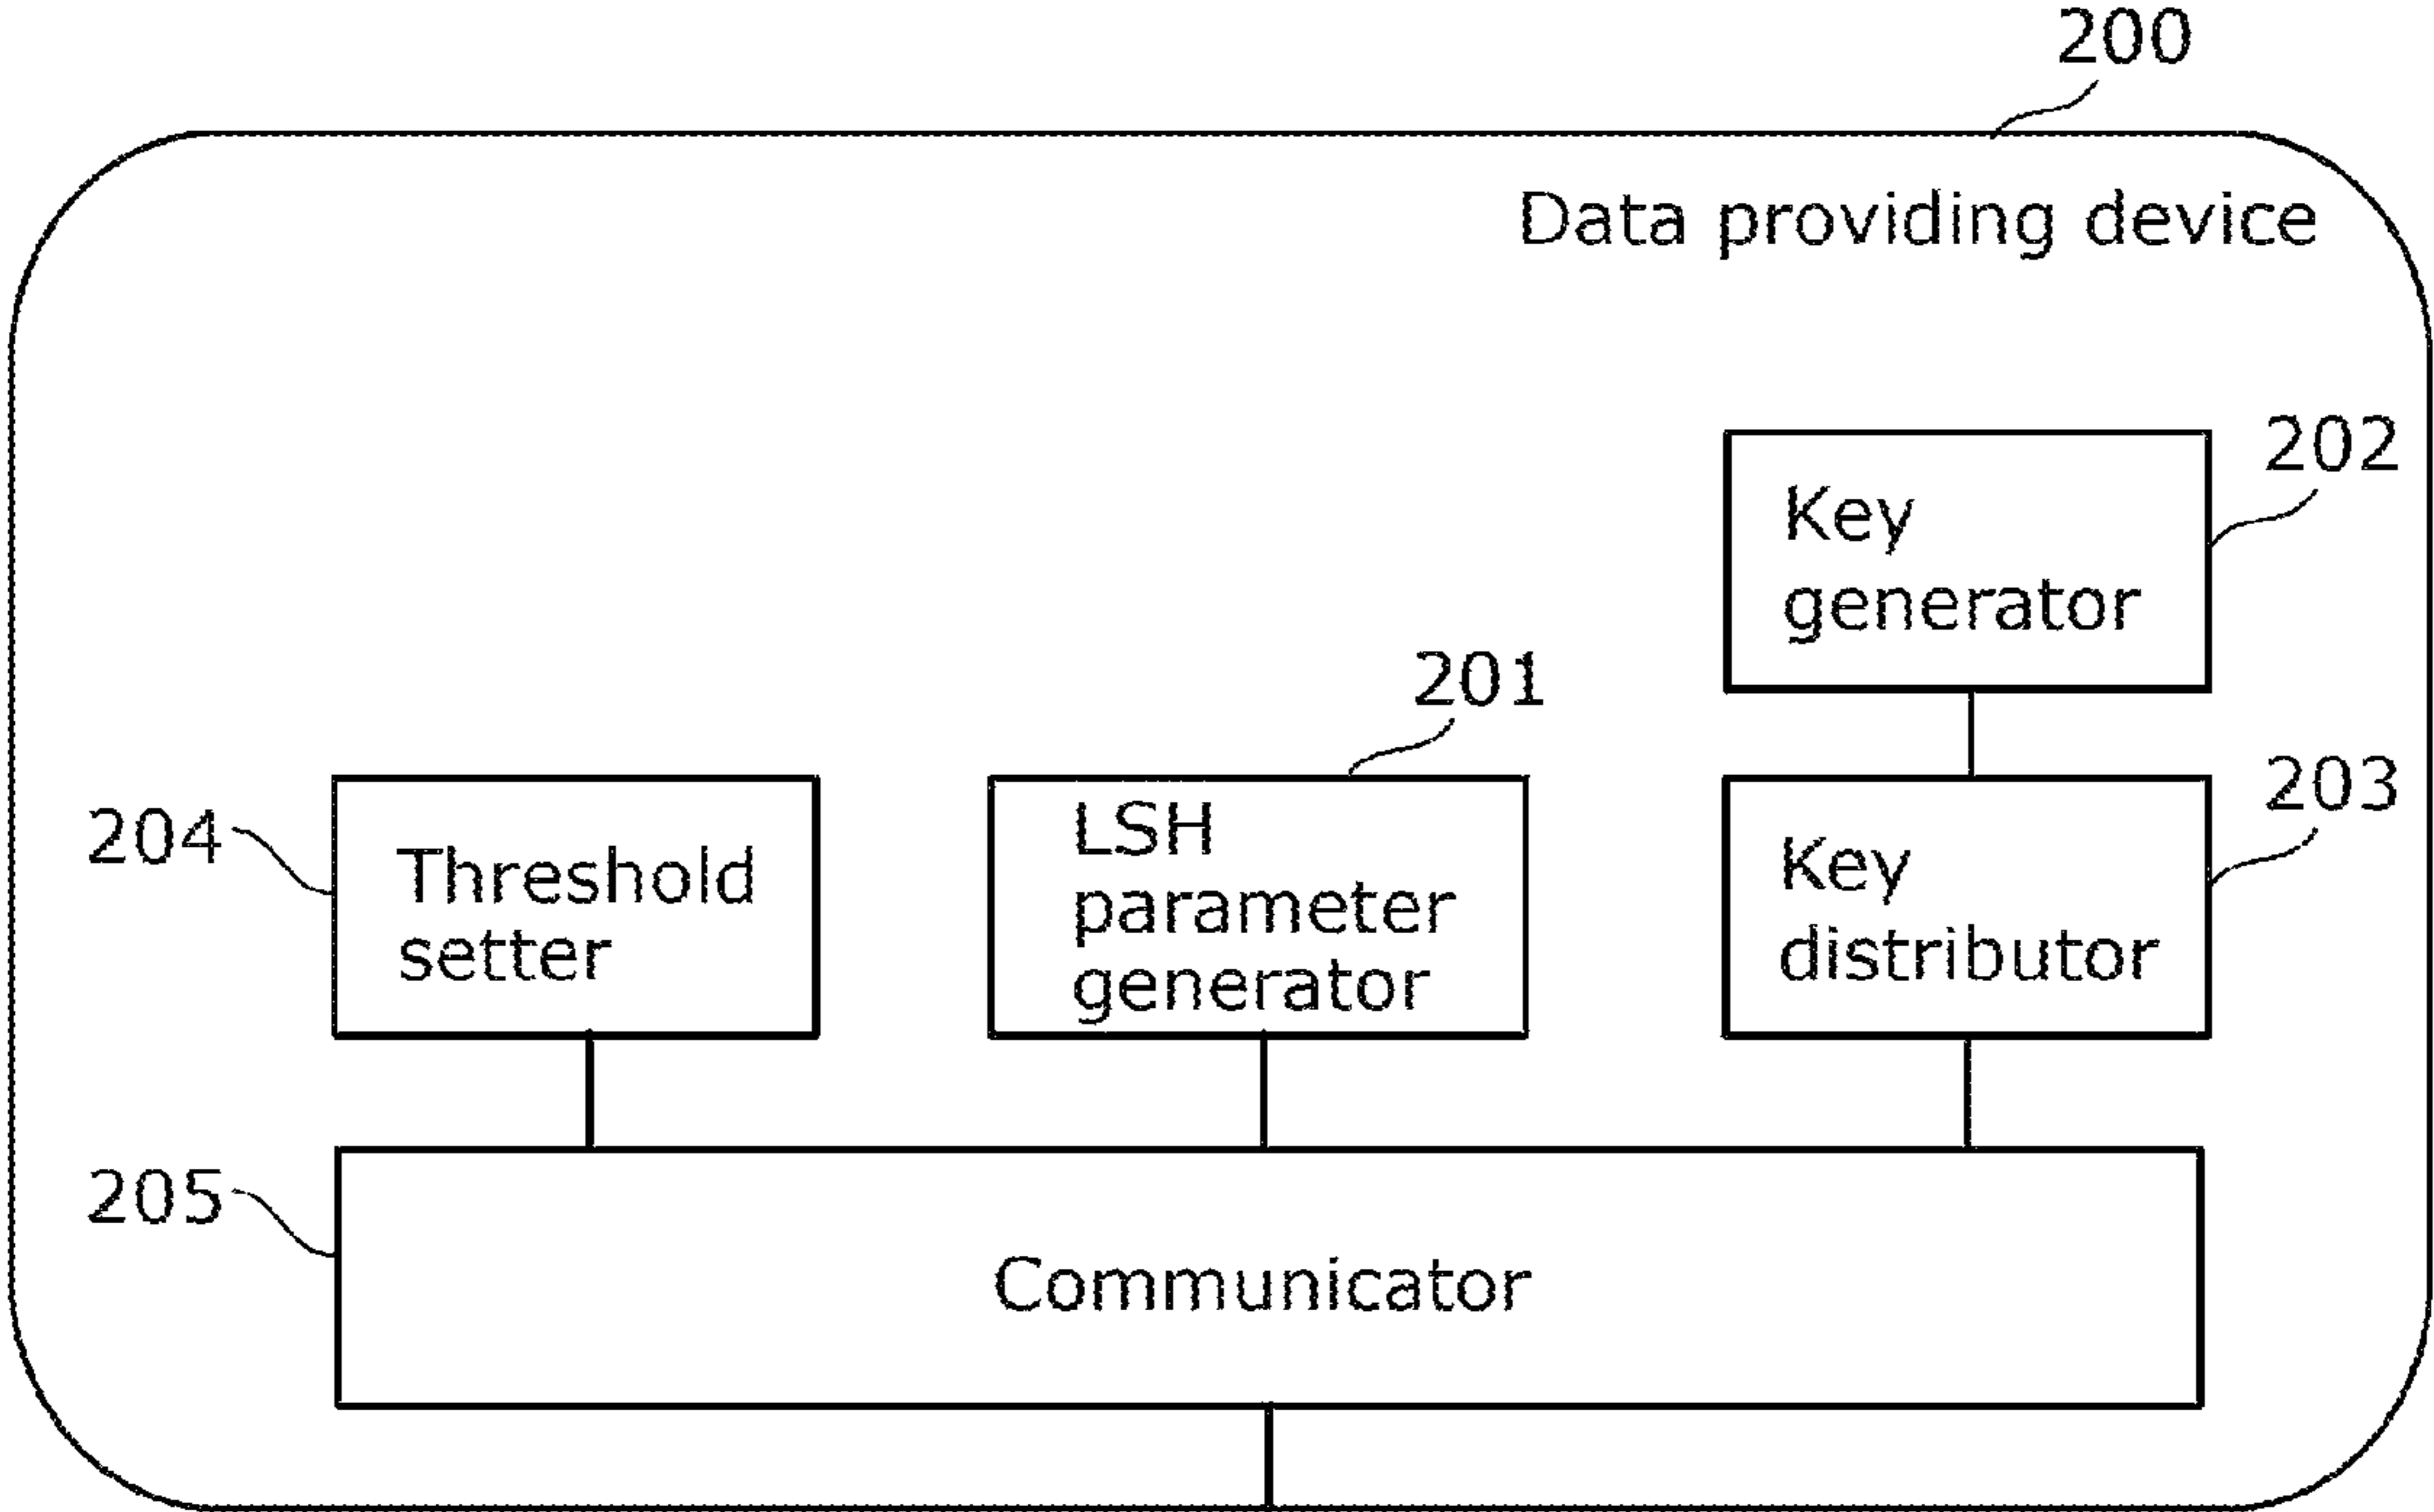 200
Data providing device
202
Key
generator
201
203
204
Threshold
setter
LSH
parameter
generator
Key
distributor
205
Communicator